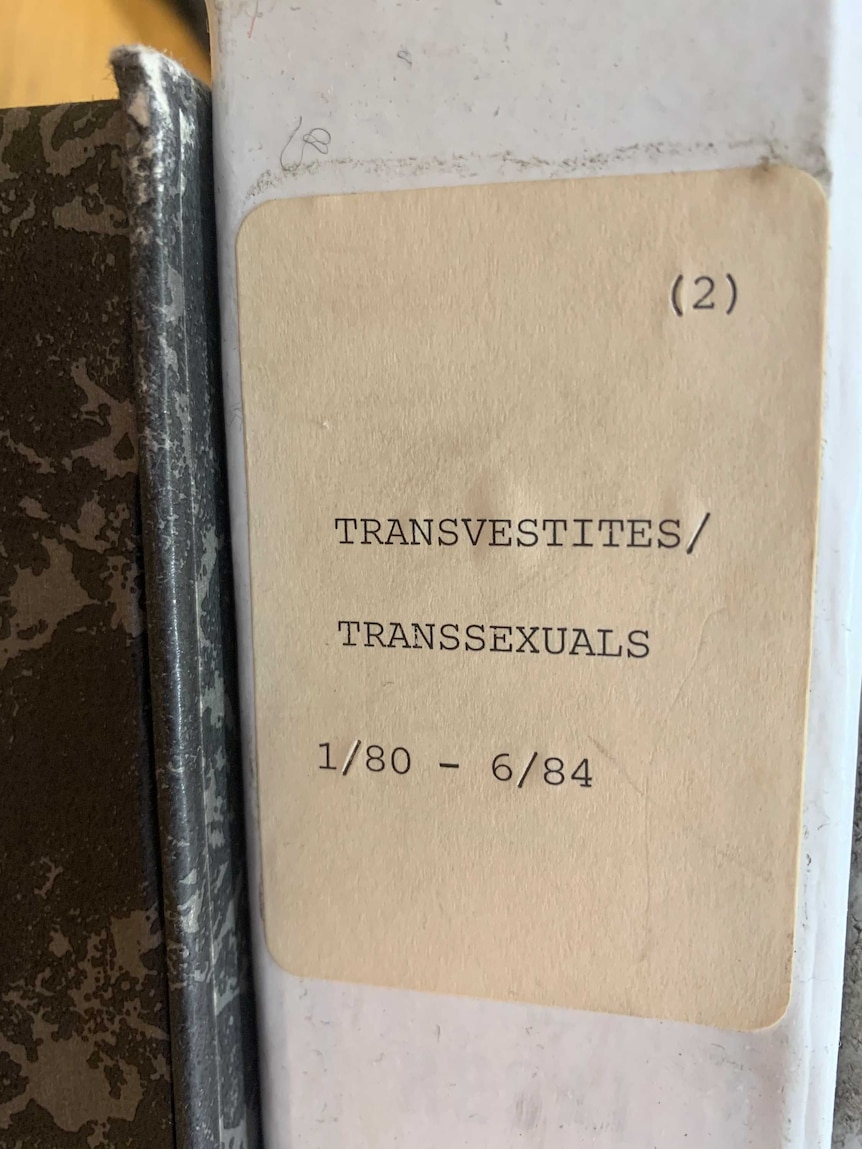 (2)
TRANSVESTITES/
TRANSSEXUALS
1/80 - 6/84